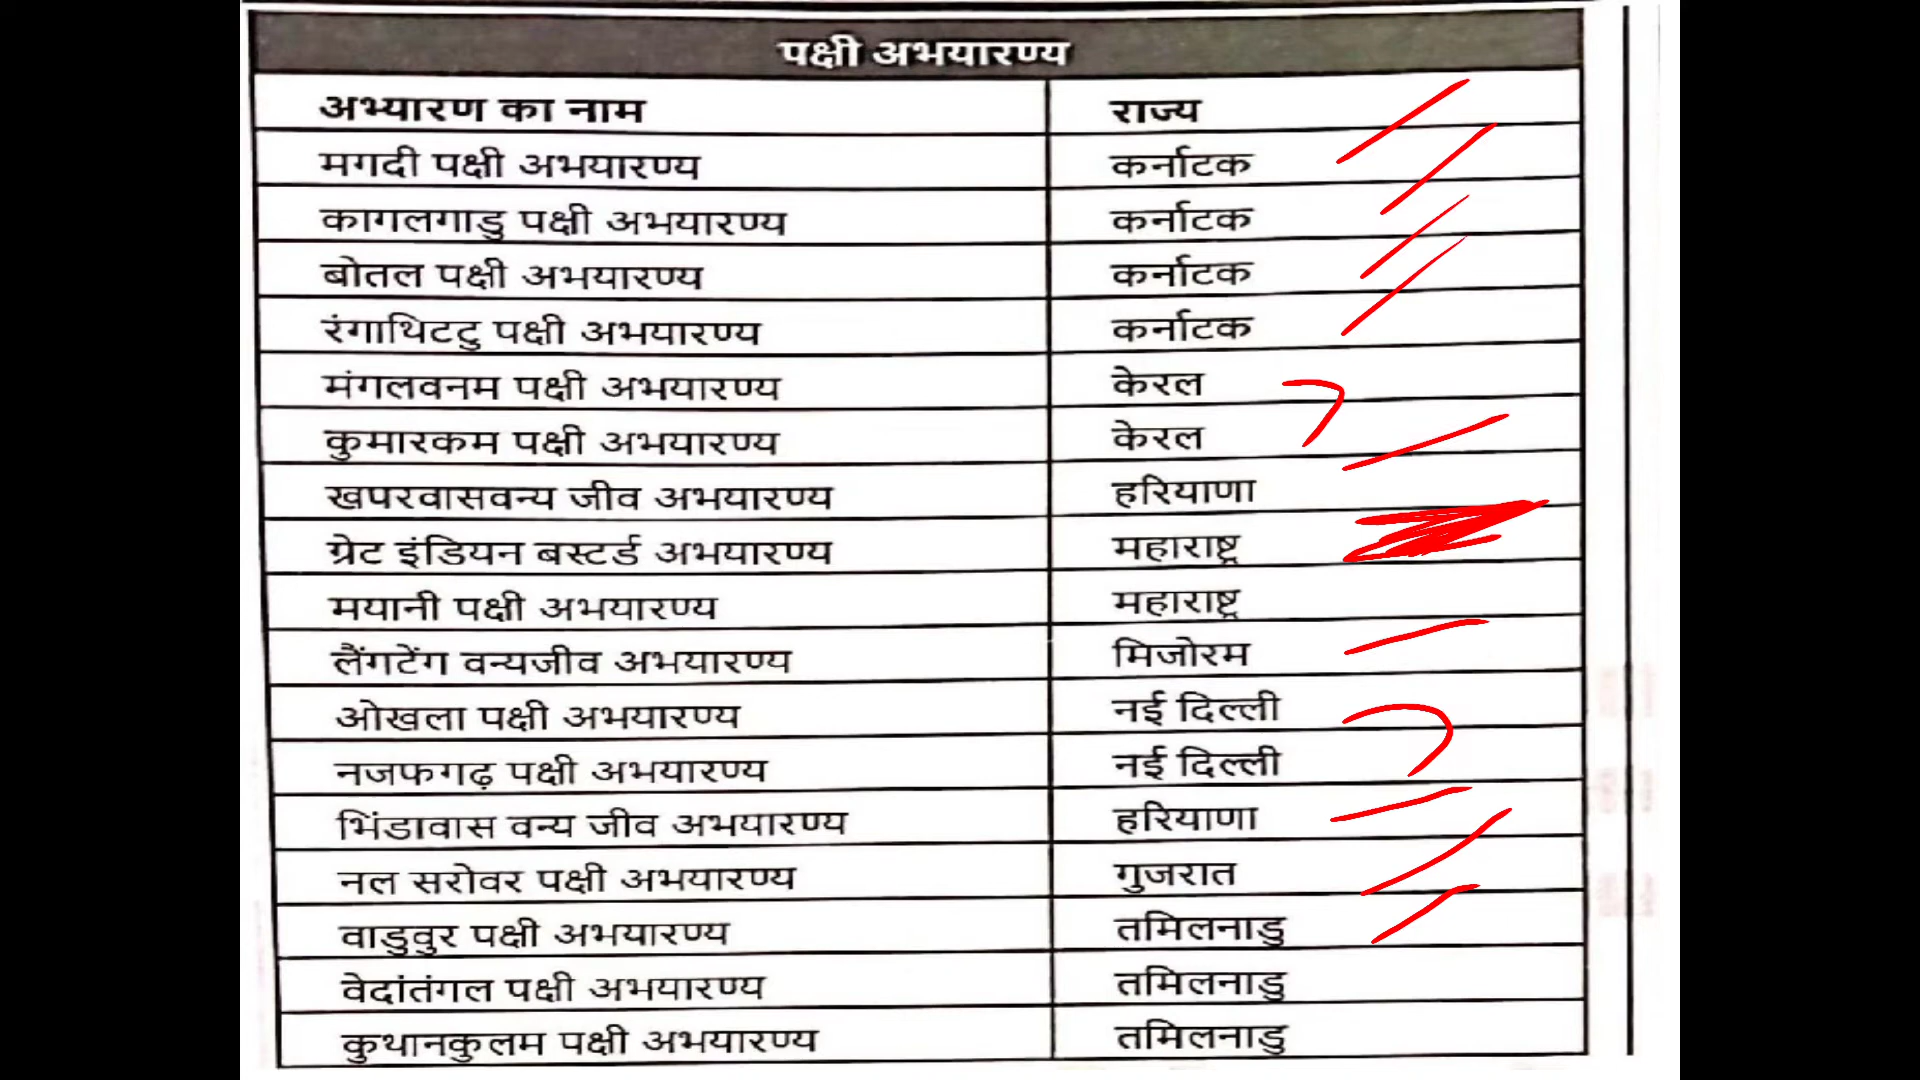 पक्षी अभयारण्य
अभ्यारण का नाम राज्य
मगदी पक्षी अभयारण्य कर्नाटक
कागलगाडु पक्षी अभयारण्य कर्नाटक
बोतल पक्षी अभयारण्य कर्नाटक
रंगाथिटटु पक्षी अभयारण्य कर्नाटक
मंगलवनम पक्षी अभयारण्य केरल
कुमारकम पक्षी अभयारण्य केरल
खपरवासवन्य जीव अभयारण्य हरियाणा
ग्रेट इंडियन बस्टर्ड अभयारण्य महाराष्ट्र
मयानी पक्षी अभयारण्य महाराष्ट्र
लैंगटेंग वन्यजीव अभयारण्य मिजोरम
ओखला पक्षी अभयारण्य नई दिल्ली
नजफगढ़ पक्षी अभयारण्य नई दिल्ली
भिंडावास वन्य जीव अभयारण्य हरियाणा
नल सरोवर पक्षी अभयारण्य गुजरात
वाडुवुर पक्षी अभयारण्य तमिलनाडु
वेदांतंगल पक्षी अभयारण्य तमिलनाडु
कुथानकुलम पक्षी अभयारण्य तमिलनाडु